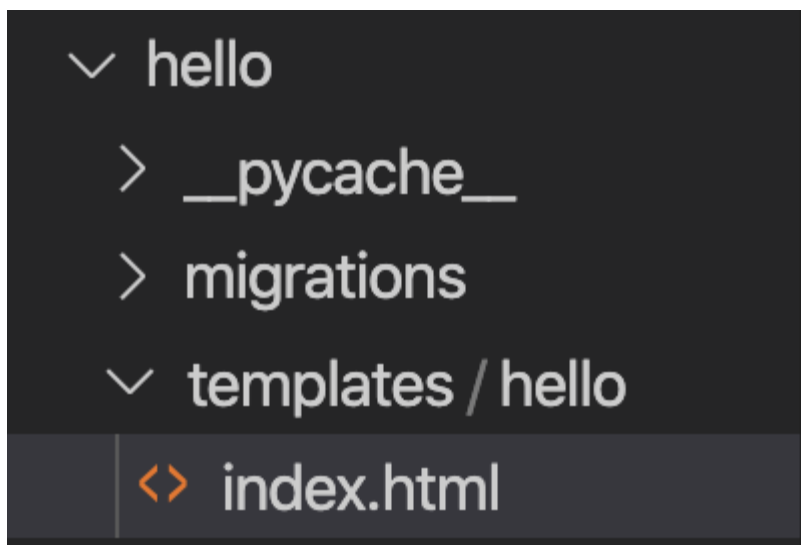 hello
__pycache__
migrations
templates / hello
<> index.html